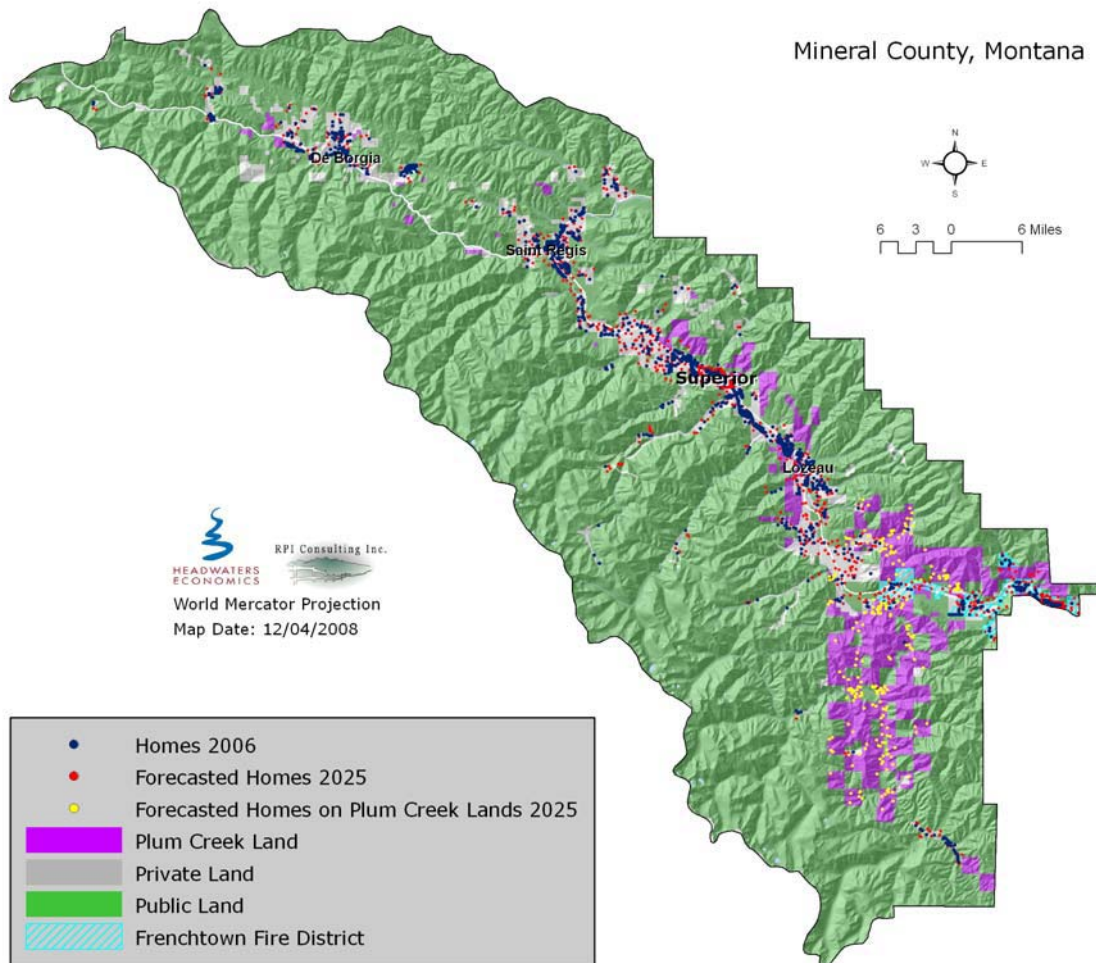 Mineral County, Montana
N
W E
S
6 3 0 6 Miles
De Borgia
Saint Regis
Superior
Lozeau
HEADWATERS
ECONOMICS
RPI Consulting Inc.
World Mercator Projection
Map Date: 12/04/2008
Homes 2006
Forecasted Homes 2025
Forecasted Homes on Plum Creek Lands 2025
Plum Creek Land
Private Land
Public Land
Frenchtown Fire District